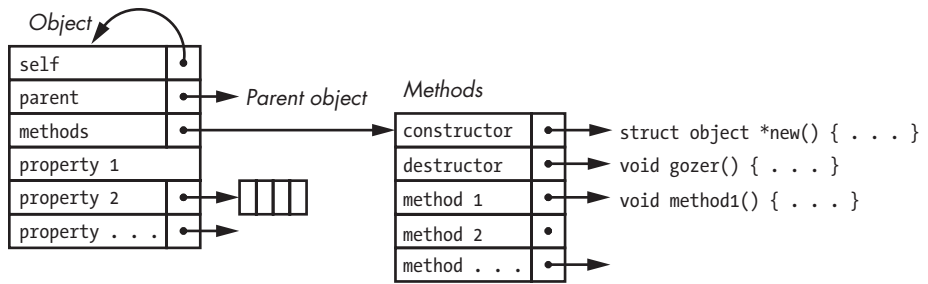 Object
self
parent
methods
property 1
property 2
property . . .
Parent object
Methods
constructor
destructor
method 1
method 2
method . . .
struct object *new() { . . . }
void gozer() { . . . }
void method1() { . . . }